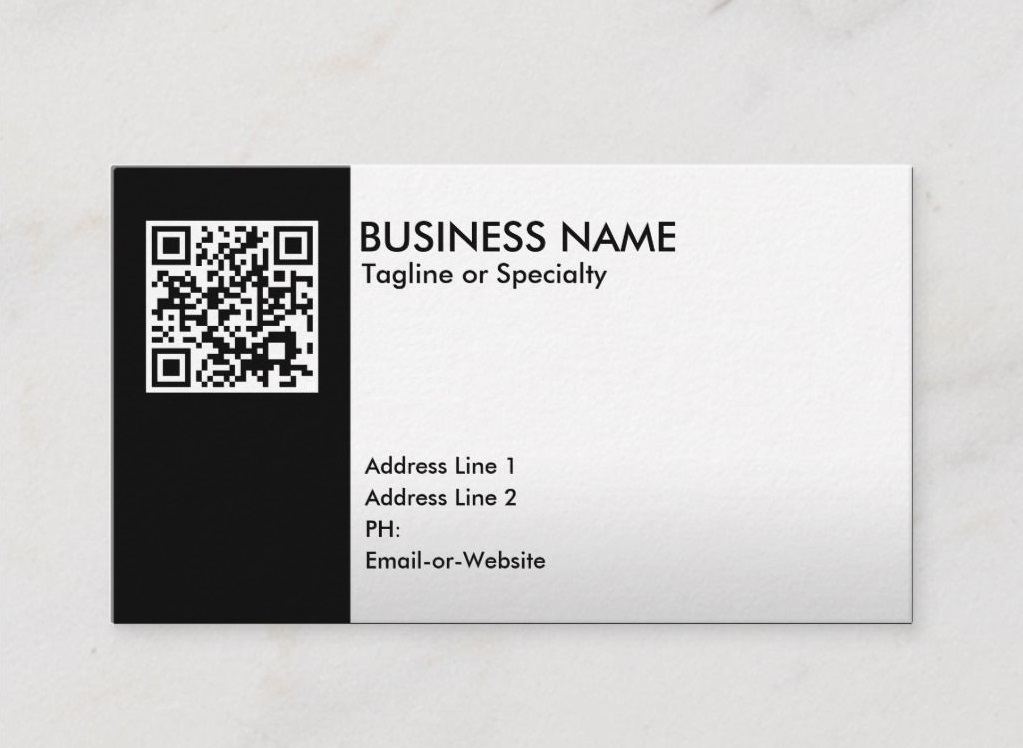 BUSINESS NAME
Tagline or Specialty
Address Line 1
Address Line 2
PH:
Email-or-Website